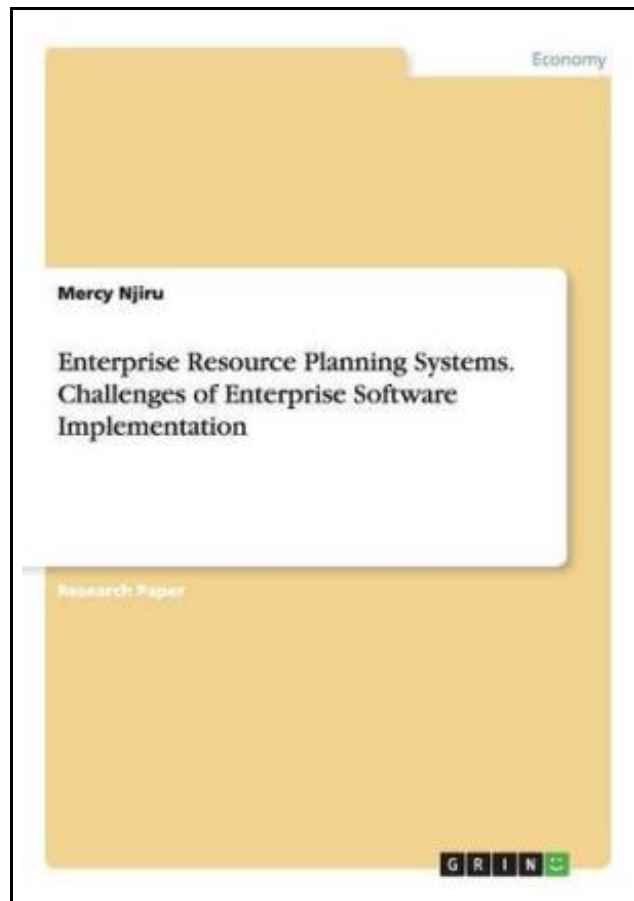 Economy
Mercy Njiru
Enterprise Resource Planning Systems.
Challenges of Enterprise Software
Implementation
Research Paper
GRIN